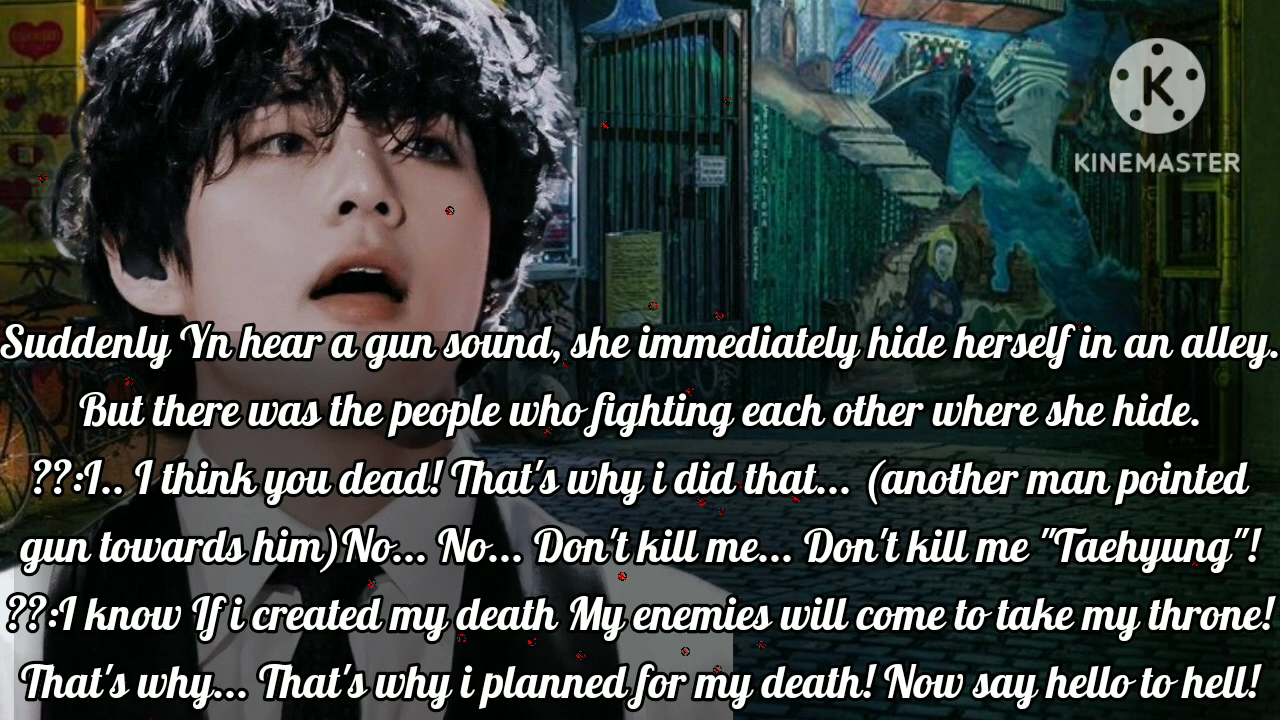 KINEMASTER
Suddenly Yn hear a gun sound, she immediately hide herself in an alley.
But there was the people who fighting each other where she hide.
??:I.. I think you dead! That's why i did that... (another man pointed
gun towards him)No... No... Don't kill me... Don't kill me "Taehyung"!
??:I know If i created my death My enemies will come to take my throne!
That's why... That's why i planned for my death! Now say hello to hell!